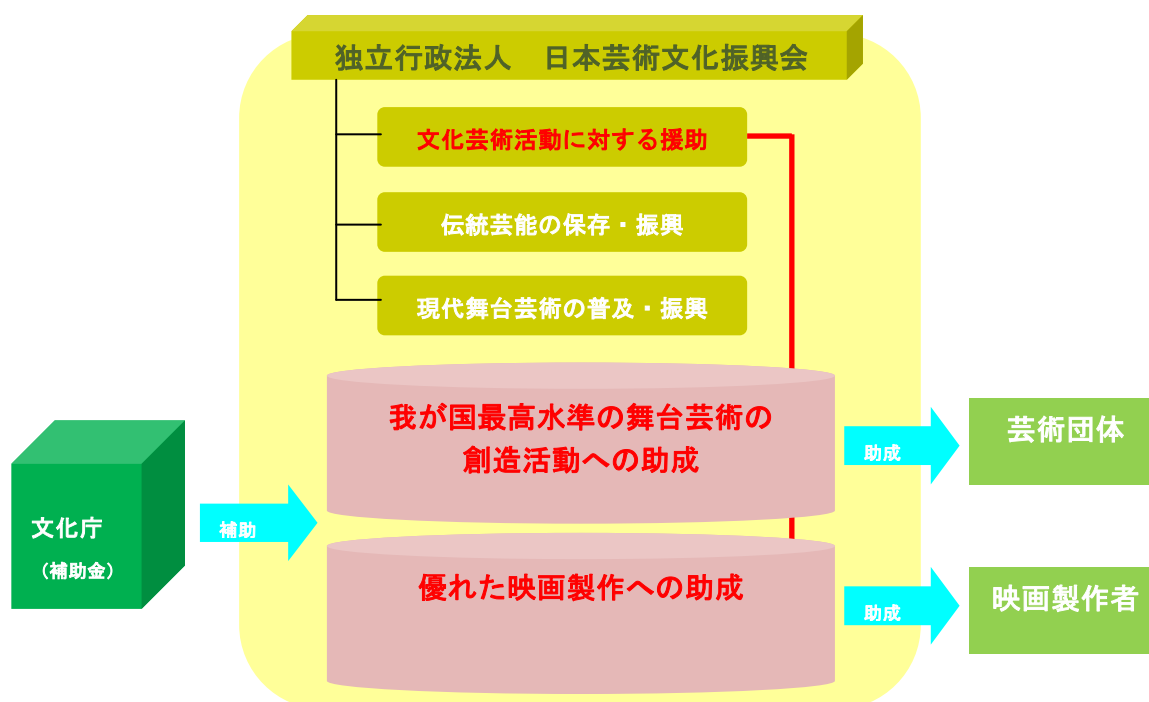 独立行政法人　日本芸術文化振興会
文化芸術活動に対する援助
伝統芸能の保存・振興
現代舞台芸術の普及・振興
我が国最高水準の舞台芸術の
創造活動への助成
助成
芸術団体
文化庁
（補助金）
補助
優れた映画製作への助成
助成
映画製作者